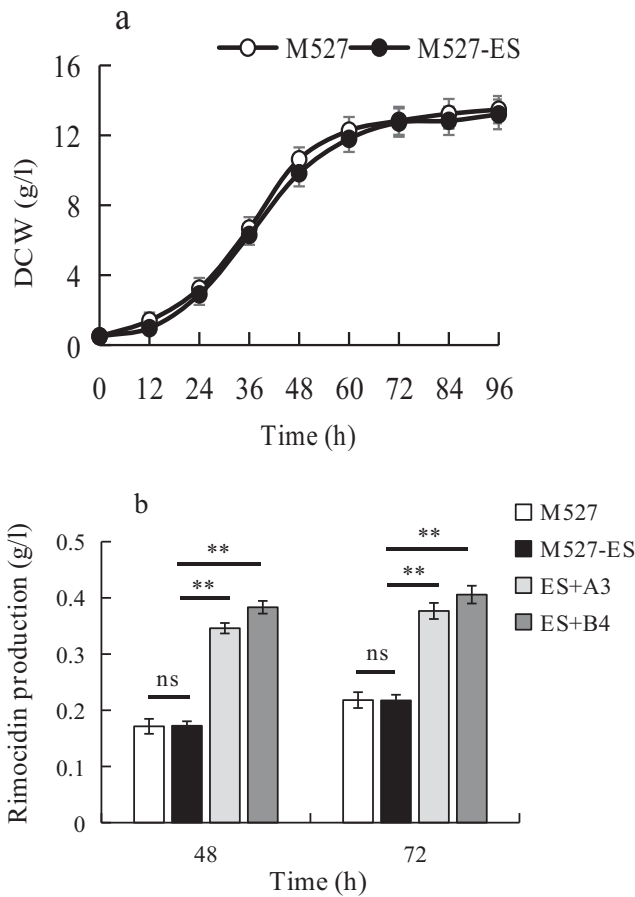 a
M527 M527-ES
16
12
8
4
0
DCW (g/l)
0 12 24 36 48 60 72 84 96
Time (h)
b
M527
M527-ES
ES+A3
ES+B4
0.5
0.4
0.3
0.2
0.1
0
Rimocidin production (g/l)
** **
** **
ns ns
48 72
Time (h)